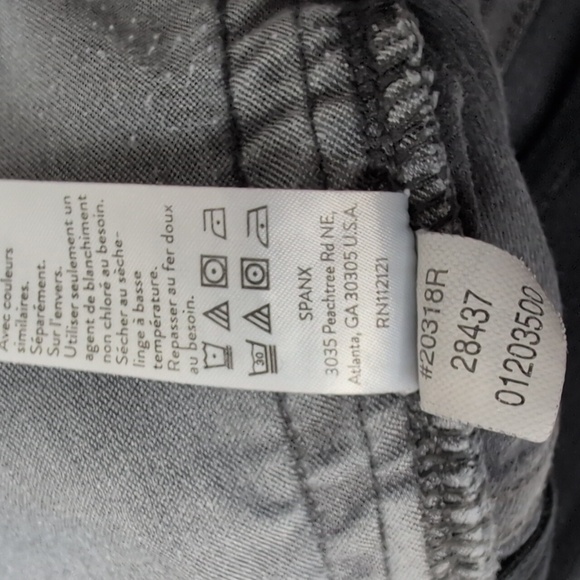 Avec couleurs
similaires.
Séparément.
Sur l'envers.
Utiliser seulement un
agent de blanchiment
non chloré au besoin.
Sécher au sèche-
linge à basse
température.
Repasser au fer doux
au besoin.
30
SPANX
3035 Peachtree Rd NE,
Atlanta, GA 30305 U.S.A.
RN112121
#20318R
28437
01203500